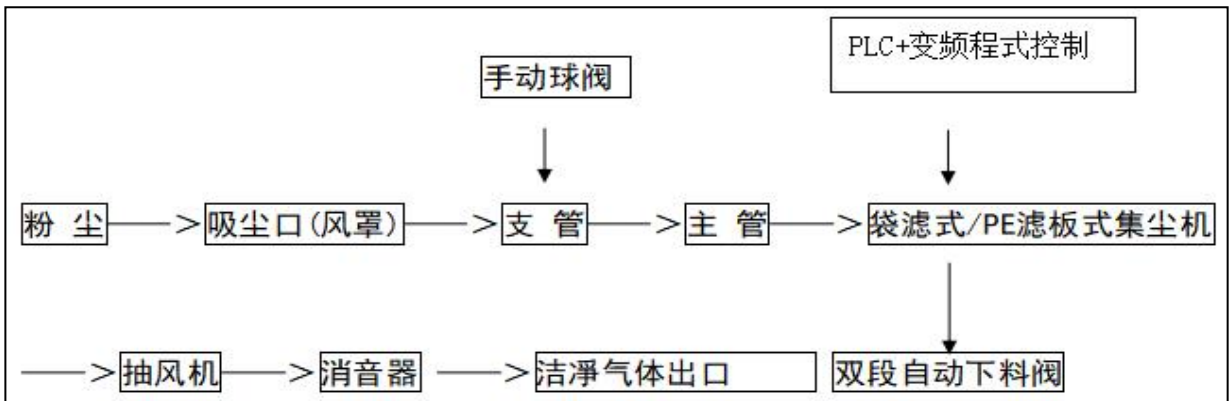 PLC+变频程式控制
手动球阀
粉 尘 吸尘口(风罩) 支 管 主 管 袋滤式/PE滤板式集尘机
抽风机 消音器 洁净气体出口 双段自动下料阀